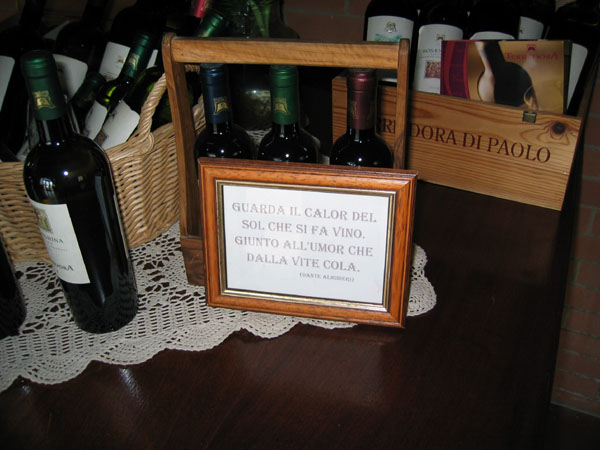 GUARDA IL CALOR DEL
SOL CHE SI FA VINO.
GIUNTO ALL'UMOR CHE
DALLA VITE COLA.
(DANTE ALIGHIERI)
DORA DI PAOLO